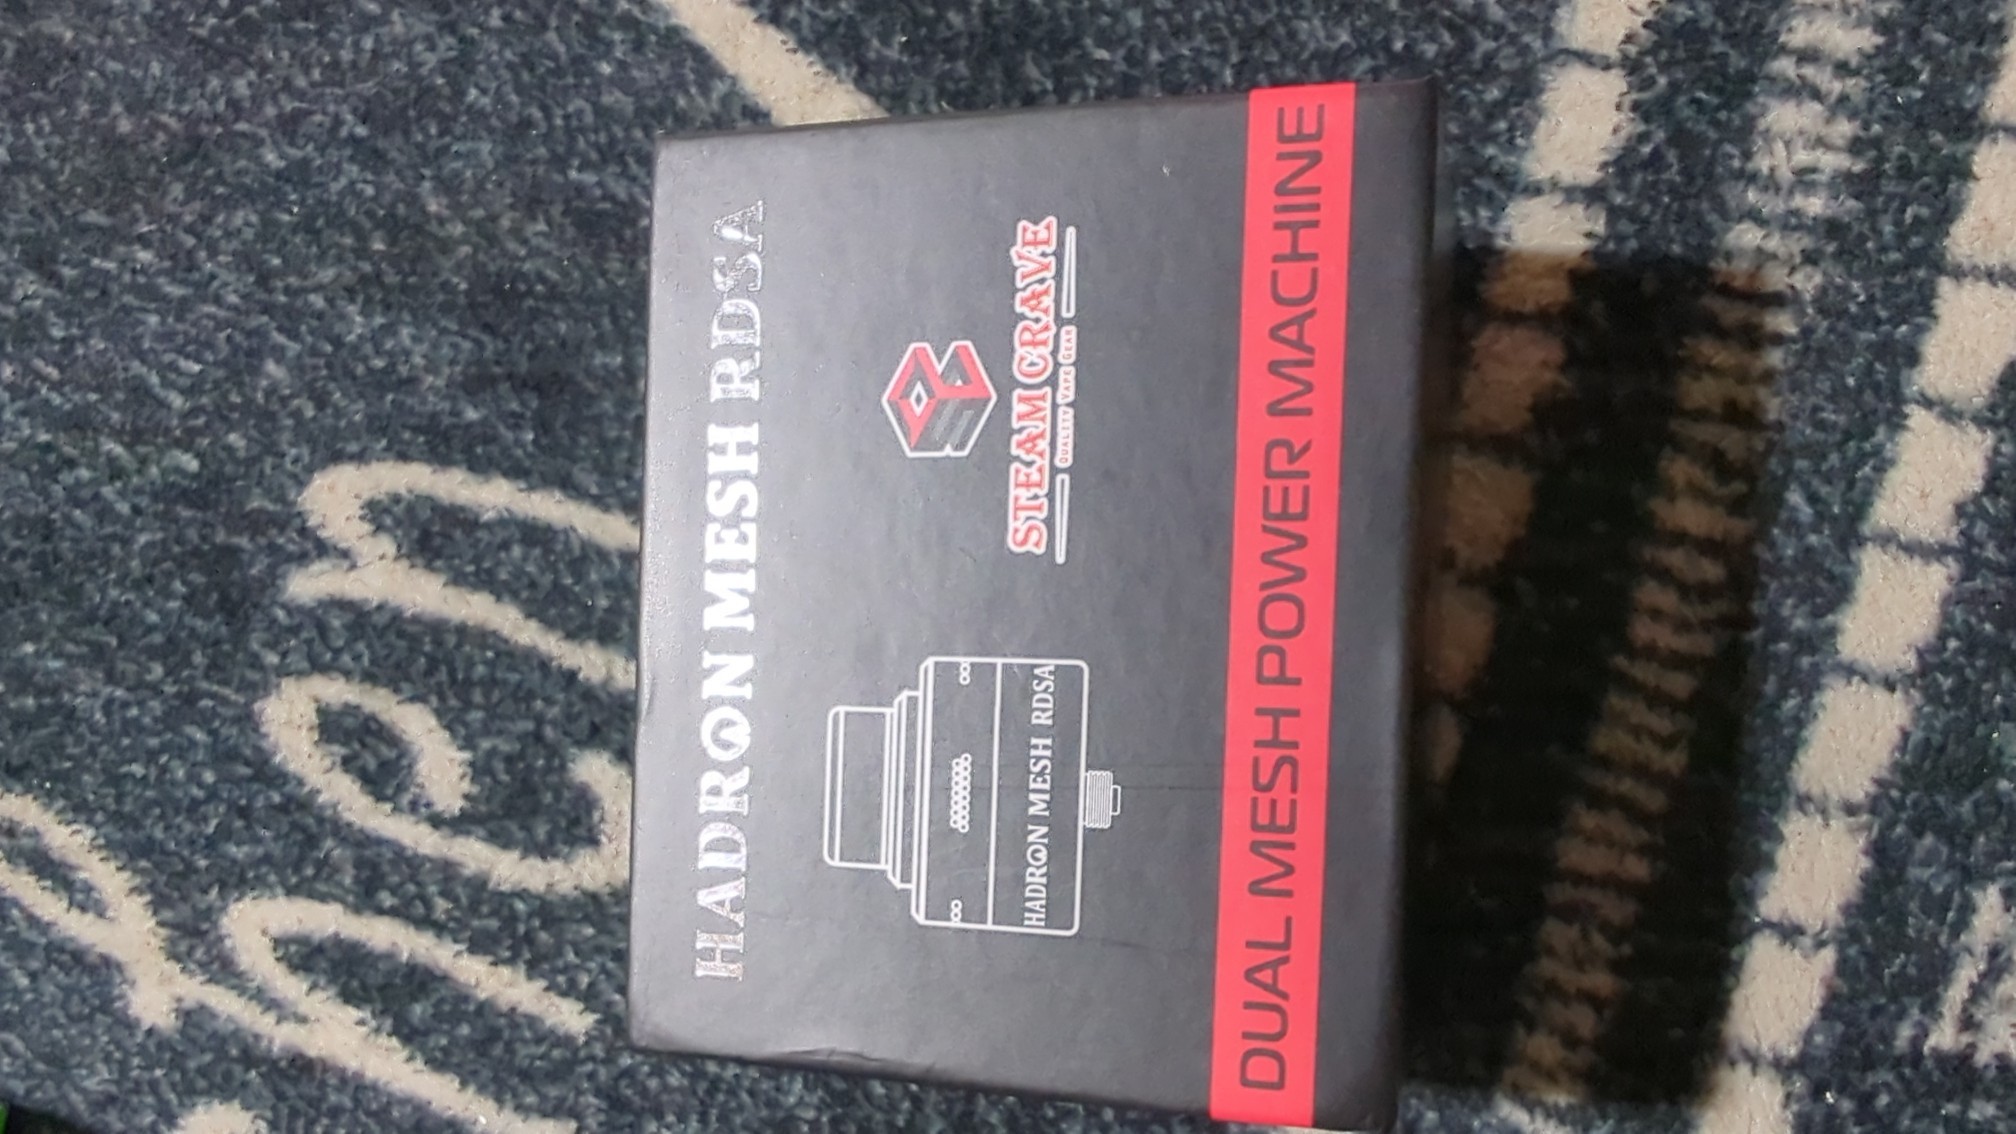 HADRON MESH RDSA
STEAM CRAVE
QUALITY VAPE GEAR
HADRON MESH RDSA
DUAL MESH POWER MACHINE